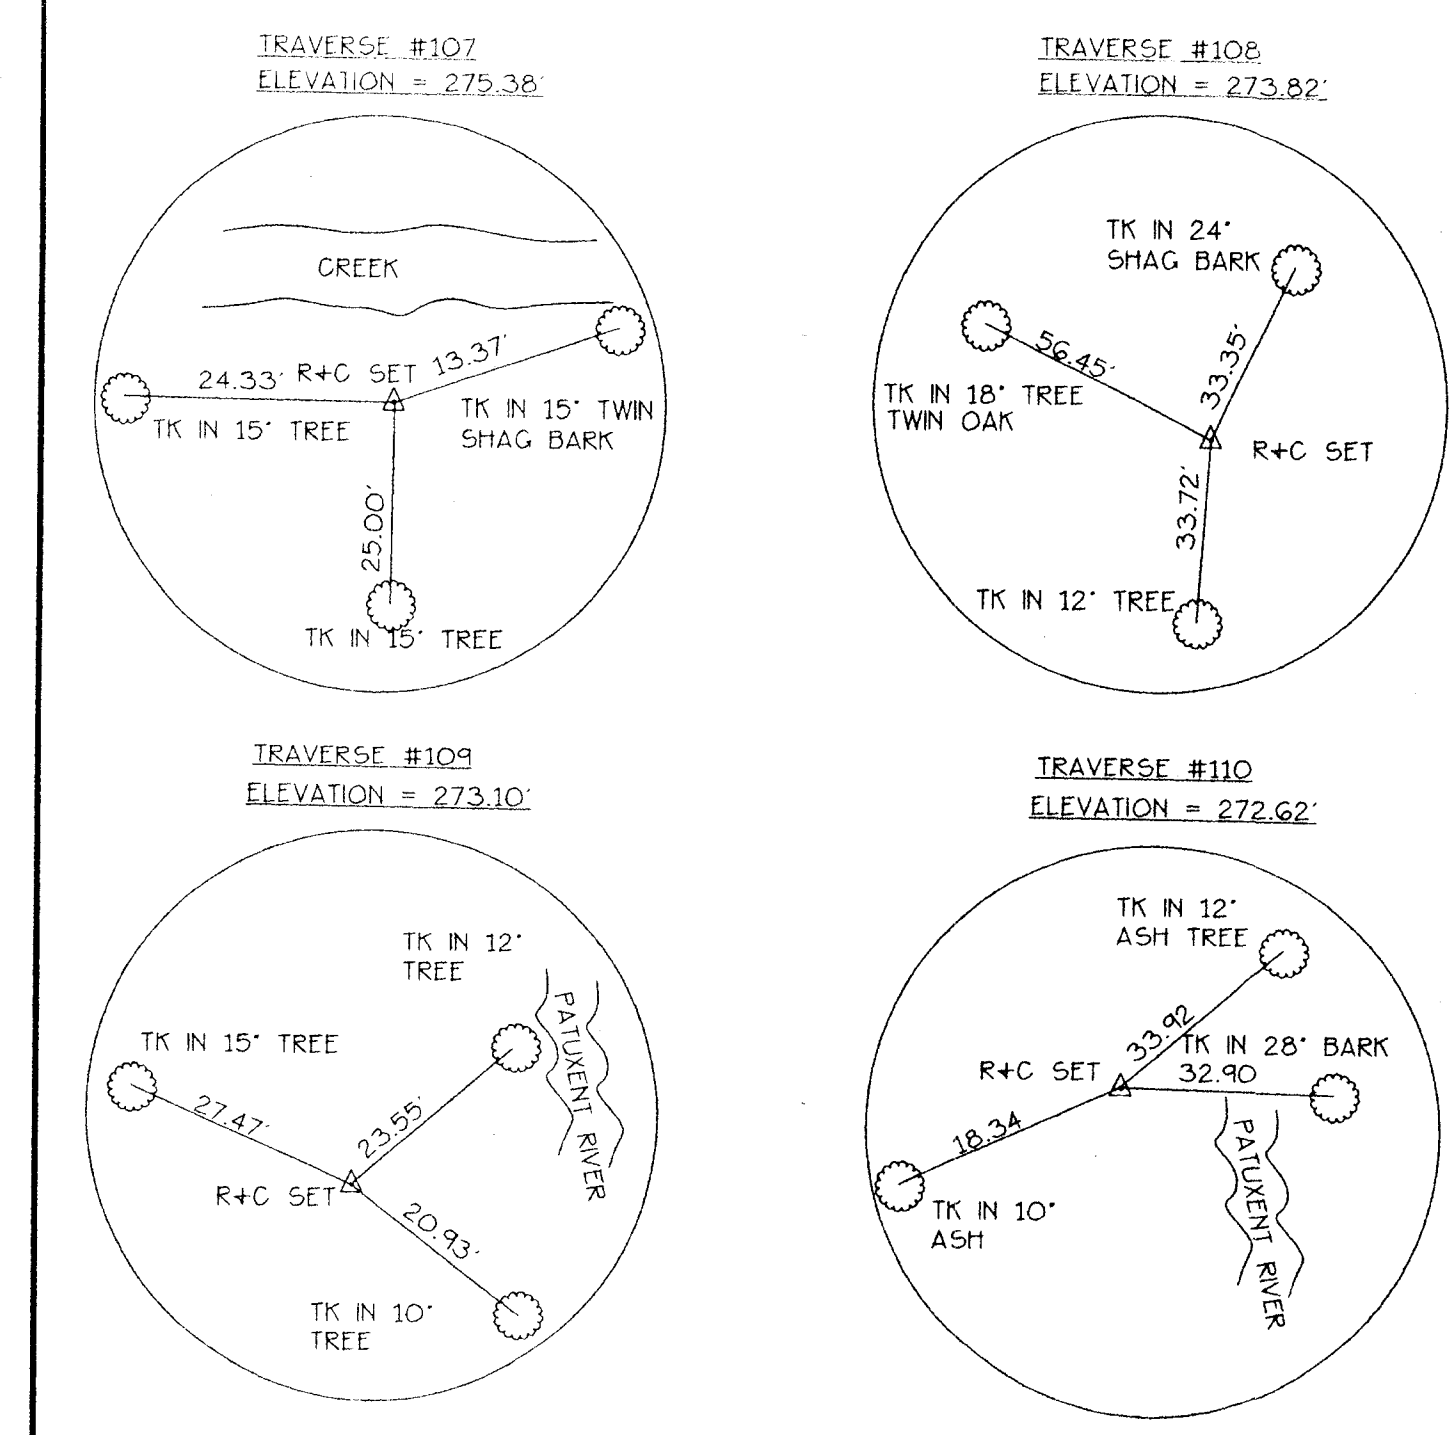 TRAVERSE #107
ELEVATION = 275.38'
CREEK
24.33'
R+C SET
13.37'
TK IN 15" TREE
TK IN 15" TWIN
SHAG BARK
25.00'
TK IN 15" TREE
TRAVERSE #108
ELEVATION = 273.82'
TK IN 24"
SHAG BARK
56.45'
33.35'
TK IN 18" TREE
TWIN OAK
R+C SET
33.72'
TK IN 12" TREE
TRAVERSE #109
ELEVATION = 273.10'
TK IN 12"
TREE
TK IN 15" TREE
PATUXENT RIVER
27.47'
23.55'
R+C SET
20.93'
TK IN 10"
TREE
TRAVERSE #110
ELEVATION = 272.62'
TK IN 12"
ASH TREE
33.92
TK IN 28" BARK
R+C SET
32.90
18.34
PATUXENT RIVER
TK IN 10"
ASH